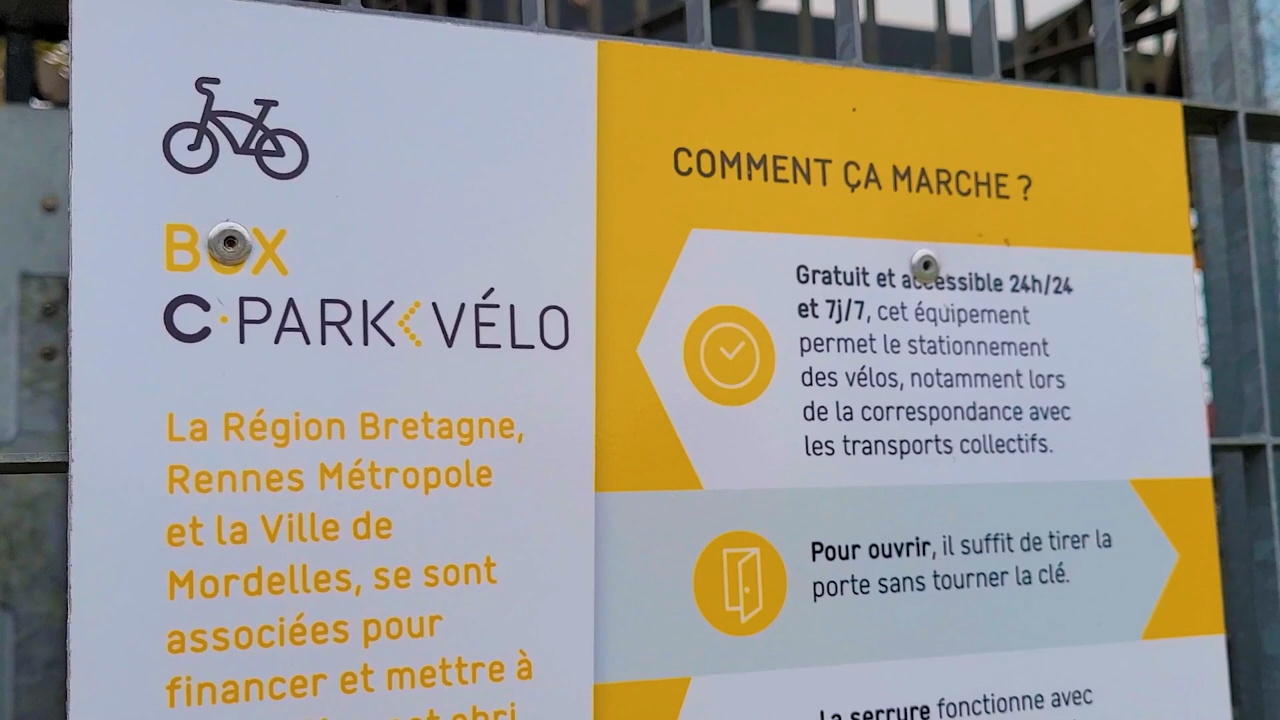 BOX
C·PARK VÉLO
La Région Bretagne,
Rennes Métropole
et la Ville de
Mordelles, se sont
associées pour
financer et mettre à
COMMENT ÇA MARCHE ?
Gratuit et accessible 24h/24
et 7j/7, cet équipement
permet le stationnement
des vélos, notamment lors
de la correspondance avec
les transports collectifs.
Pour ouvrir, il suffit de tirer la
porte sans tourner la clé.
La serrure fonctionne avec